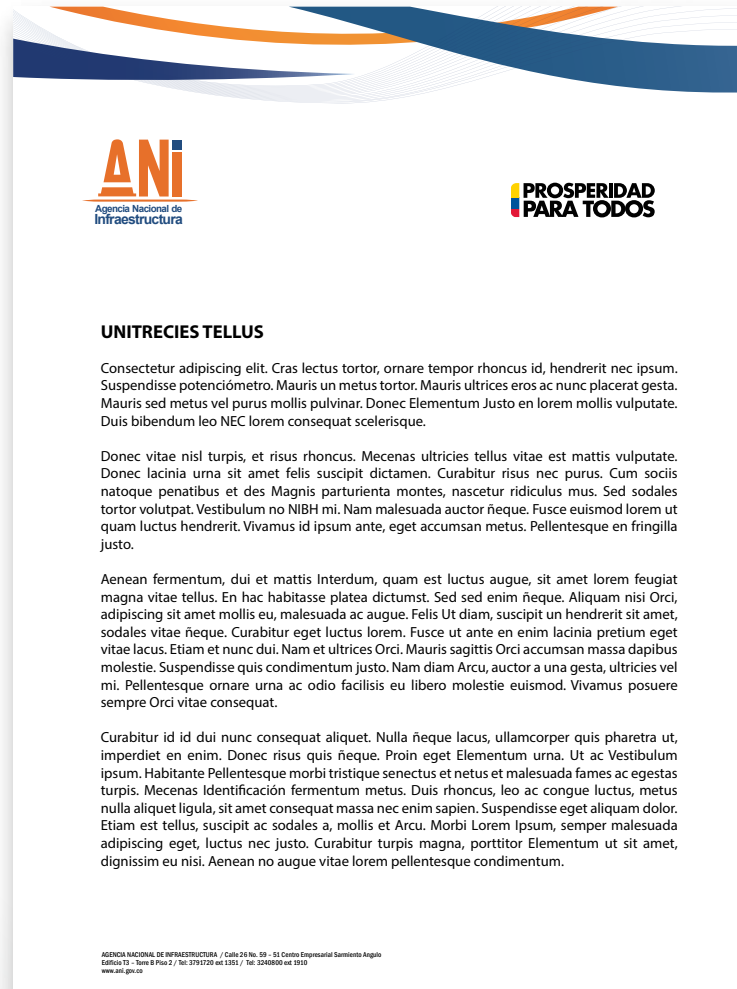 ANi
Agencia Nacional de
Infraestructura
PROSPERIDAD
PARA TODOS
UNITRECIES TELLUS
Consectetur adipiscing elit. Cras lectus tortor, ornare tempor rhoncus id, hendrerit nec ipsum.
Suspendisse potenciómetro. Mauris un metus tortor. Mauris ultrices eros ac nunc placerat gesta.
Mauris sed metus vel purus mollis pulvinar. Donec Elementum Justo en lorem mollis vulputate.
Duis bibendum leo NEC lorem consequat scelerisque.
Donec vitae nisl turpis, et risus rhoncus. Mecenas ultricies tellus vitae est mattis vulputate.
Donec lacinia urna sit amet felis suscipit dictamen. Curabitur risus nec purus. Cum sociis
natoque penatibus et des Magnis parturienta montes, nascetur ridiculus mus. Sed sodales
tortor volutpat. Vestibulum no NIBH mi. Nam malesuada auctor ñeque. Fusce euismod lorem ut
quam luctus hendrerit. Vivamus id ipsum ante, eget accumsan metus. Pellentesque en fringilla
justo.
Aenean fermentum, dui et mattis Interdum, quam est luctus augue, sit amet lorem feugiat
magna vitae tellus. En hac habitasse platea dictumst. Sed sed enim ñeque. Aliquam nisi Orci,
adipiscing sit amet mollis eu, malesuada ac augue. Felis Ut diam, suscipit un hendrerit sit amet,
sodales vitae ñeque. Curabitur eget luctus lorem. Fusce ut ante en enim lacinia pretium eget
vitae lacus. Etiam et nunc dui. Nam et ultrices Orci. Mauris sagittis Orci accumsan massa dapibus
molestie. Suspendisse quis condimentum justo. Nam diam Arcu, auctor a una gesta, ultricies vel
mi. Pellentesque ornare urna ac odio facilisis eu libero molestie euismod. Vivamus posuere
sempre Orci vitae consequat.
Curabitur id id dui nunc consequat aliquet. Nulla ñeque lacus, ullamcorper quis pharetra ut,
imperdiet en enim. Donec risus quis ñeque. Proin eget Elementum urna. Ut ac Vestibulum
ipsum. Habitante Pellentesque morbi tristique senectus et netus et malesuada fames ac egestas
turpis. Mecenas Identificación fermentum metus. Duis rhoncus, leo ac congue luctus, metus
nulla aliquet ligula, sit amet consequat massa nec enim sapien. Suspendisse eget aliquam dolor.
Etiam est tellus, suscipit ac sodales a, mollis et Arcu. Morbi Lorem Ipsum, semper malesuada
adipiscing eget, luctus nec justo. Curabitur turpis magna, porttitor Elementum ut sit amet,
dignissim eu nisi. Aenean no augue vitae lorem pellentesque condimentum.
AGENCIA NACIONAL DE INFRAESTRUCTURA / Calle 26 No. 59 – 51 Centro Empresarial Sarmiento Angulo
Edificio T3 – Torre B Piso 2 / Tel: 3791720 ext 1351 / Tel: 3240800 ext 1910
www.ani.gov.co